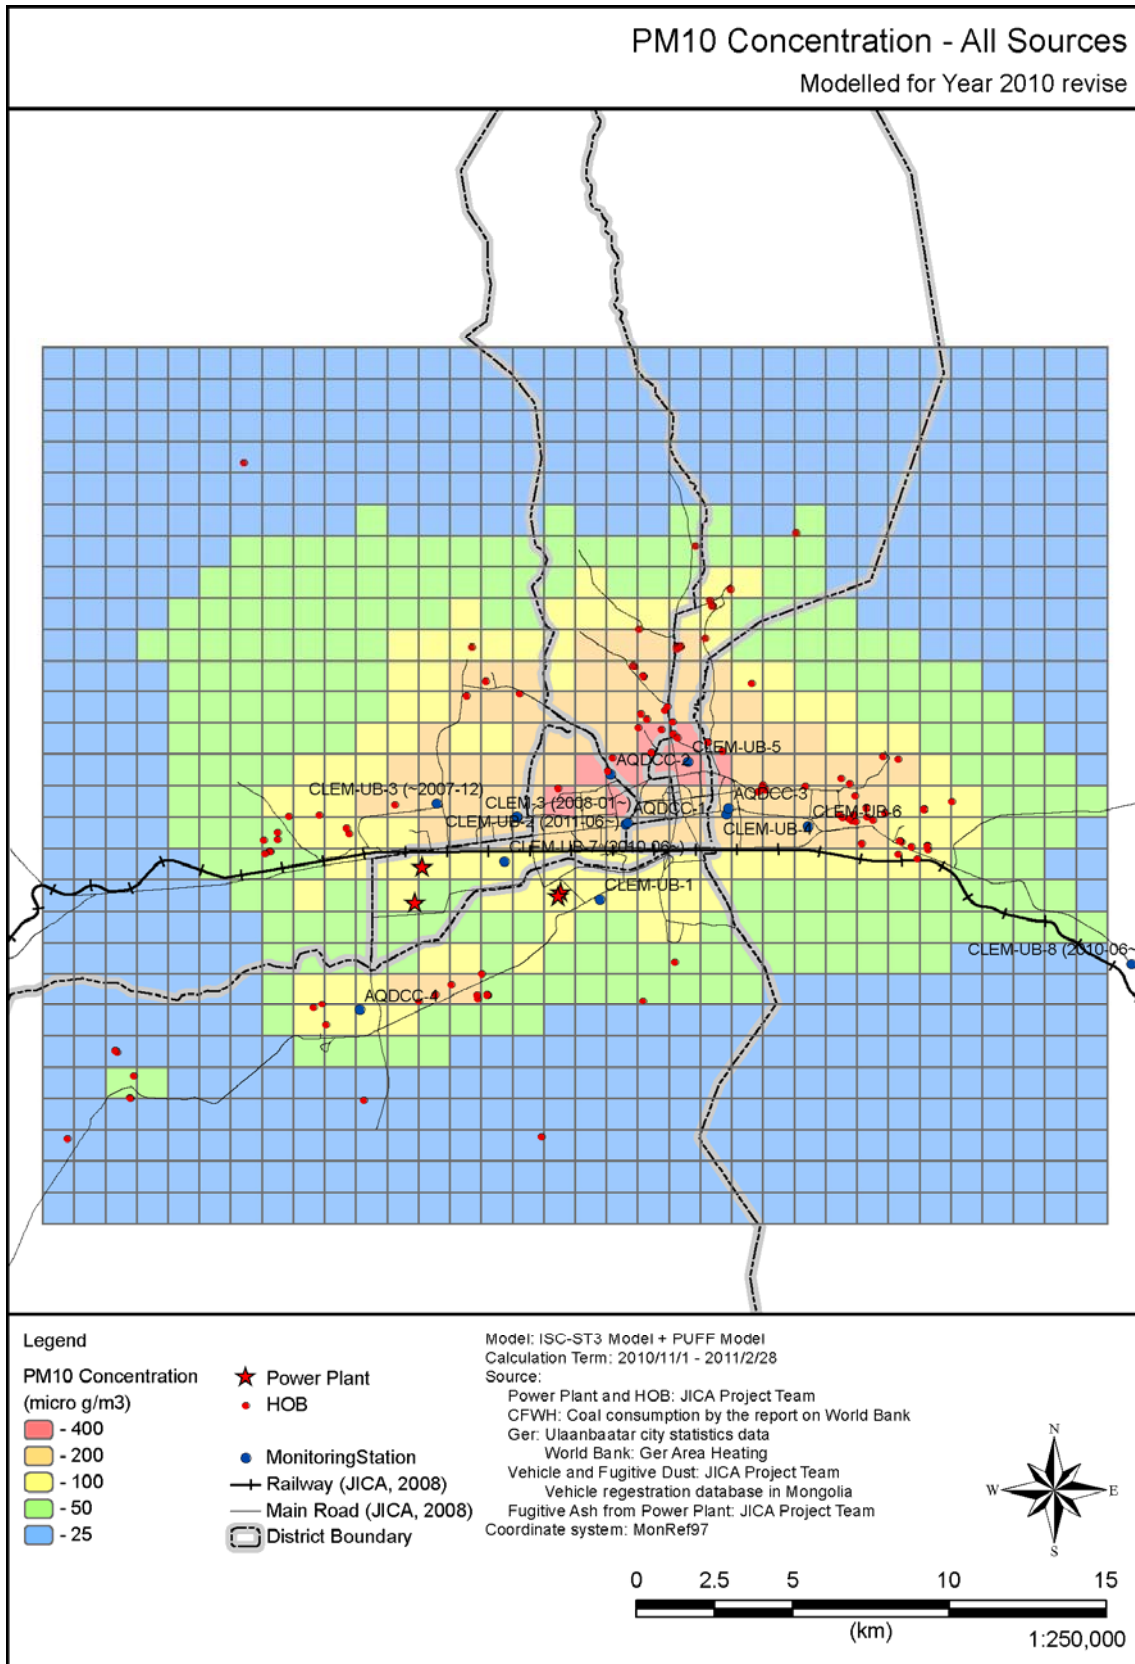 PM10 Concentration - All Sources
Modelled for Year 2010 revise
CLEM-UB-5
AQDCC-2
CLEM-UB-3 (~2007-12)
CLEM-3 (2008-01~)
AQDCC-1
AQDCC-3
CLEM-UB-6
CLEM-UB-2 (2011-06~)
CLEM-UB-4
CLEM-UB-7 (2010-06~)
CLEM-UB-1
CLEM-UB-8 (2010-06~
AQDCC-4
Legend
PM10 Concentration
(micro g/m3)
- 400
- 200
- 100
- 50
- 25
Power Plant
HOB
MonitoringStation
Railway (JICA, 2008)
Main Road (JICA, 2008)
District Boundary
Model: ISC-ST3 Model + PUFF Model
Calculation Term: 2010/11/1 - 2011/2/28
Source:
Power Plant and HOB: JICA Project Team
CFWH: Coal consumption by the report on World Bank
Ger: Ulaanbaatar city statistics data
World Bank: Ger Area Heating
Vehicle and Fugitive Dust: JICA Project Team
Vehicle regestration database in Mongolia
Fugitive Ash from Power Plant: JICA Project Team
Coordinate system: MonRef97
N
W
E
S
0 2.5 5 10 15
(km)
1:250,000